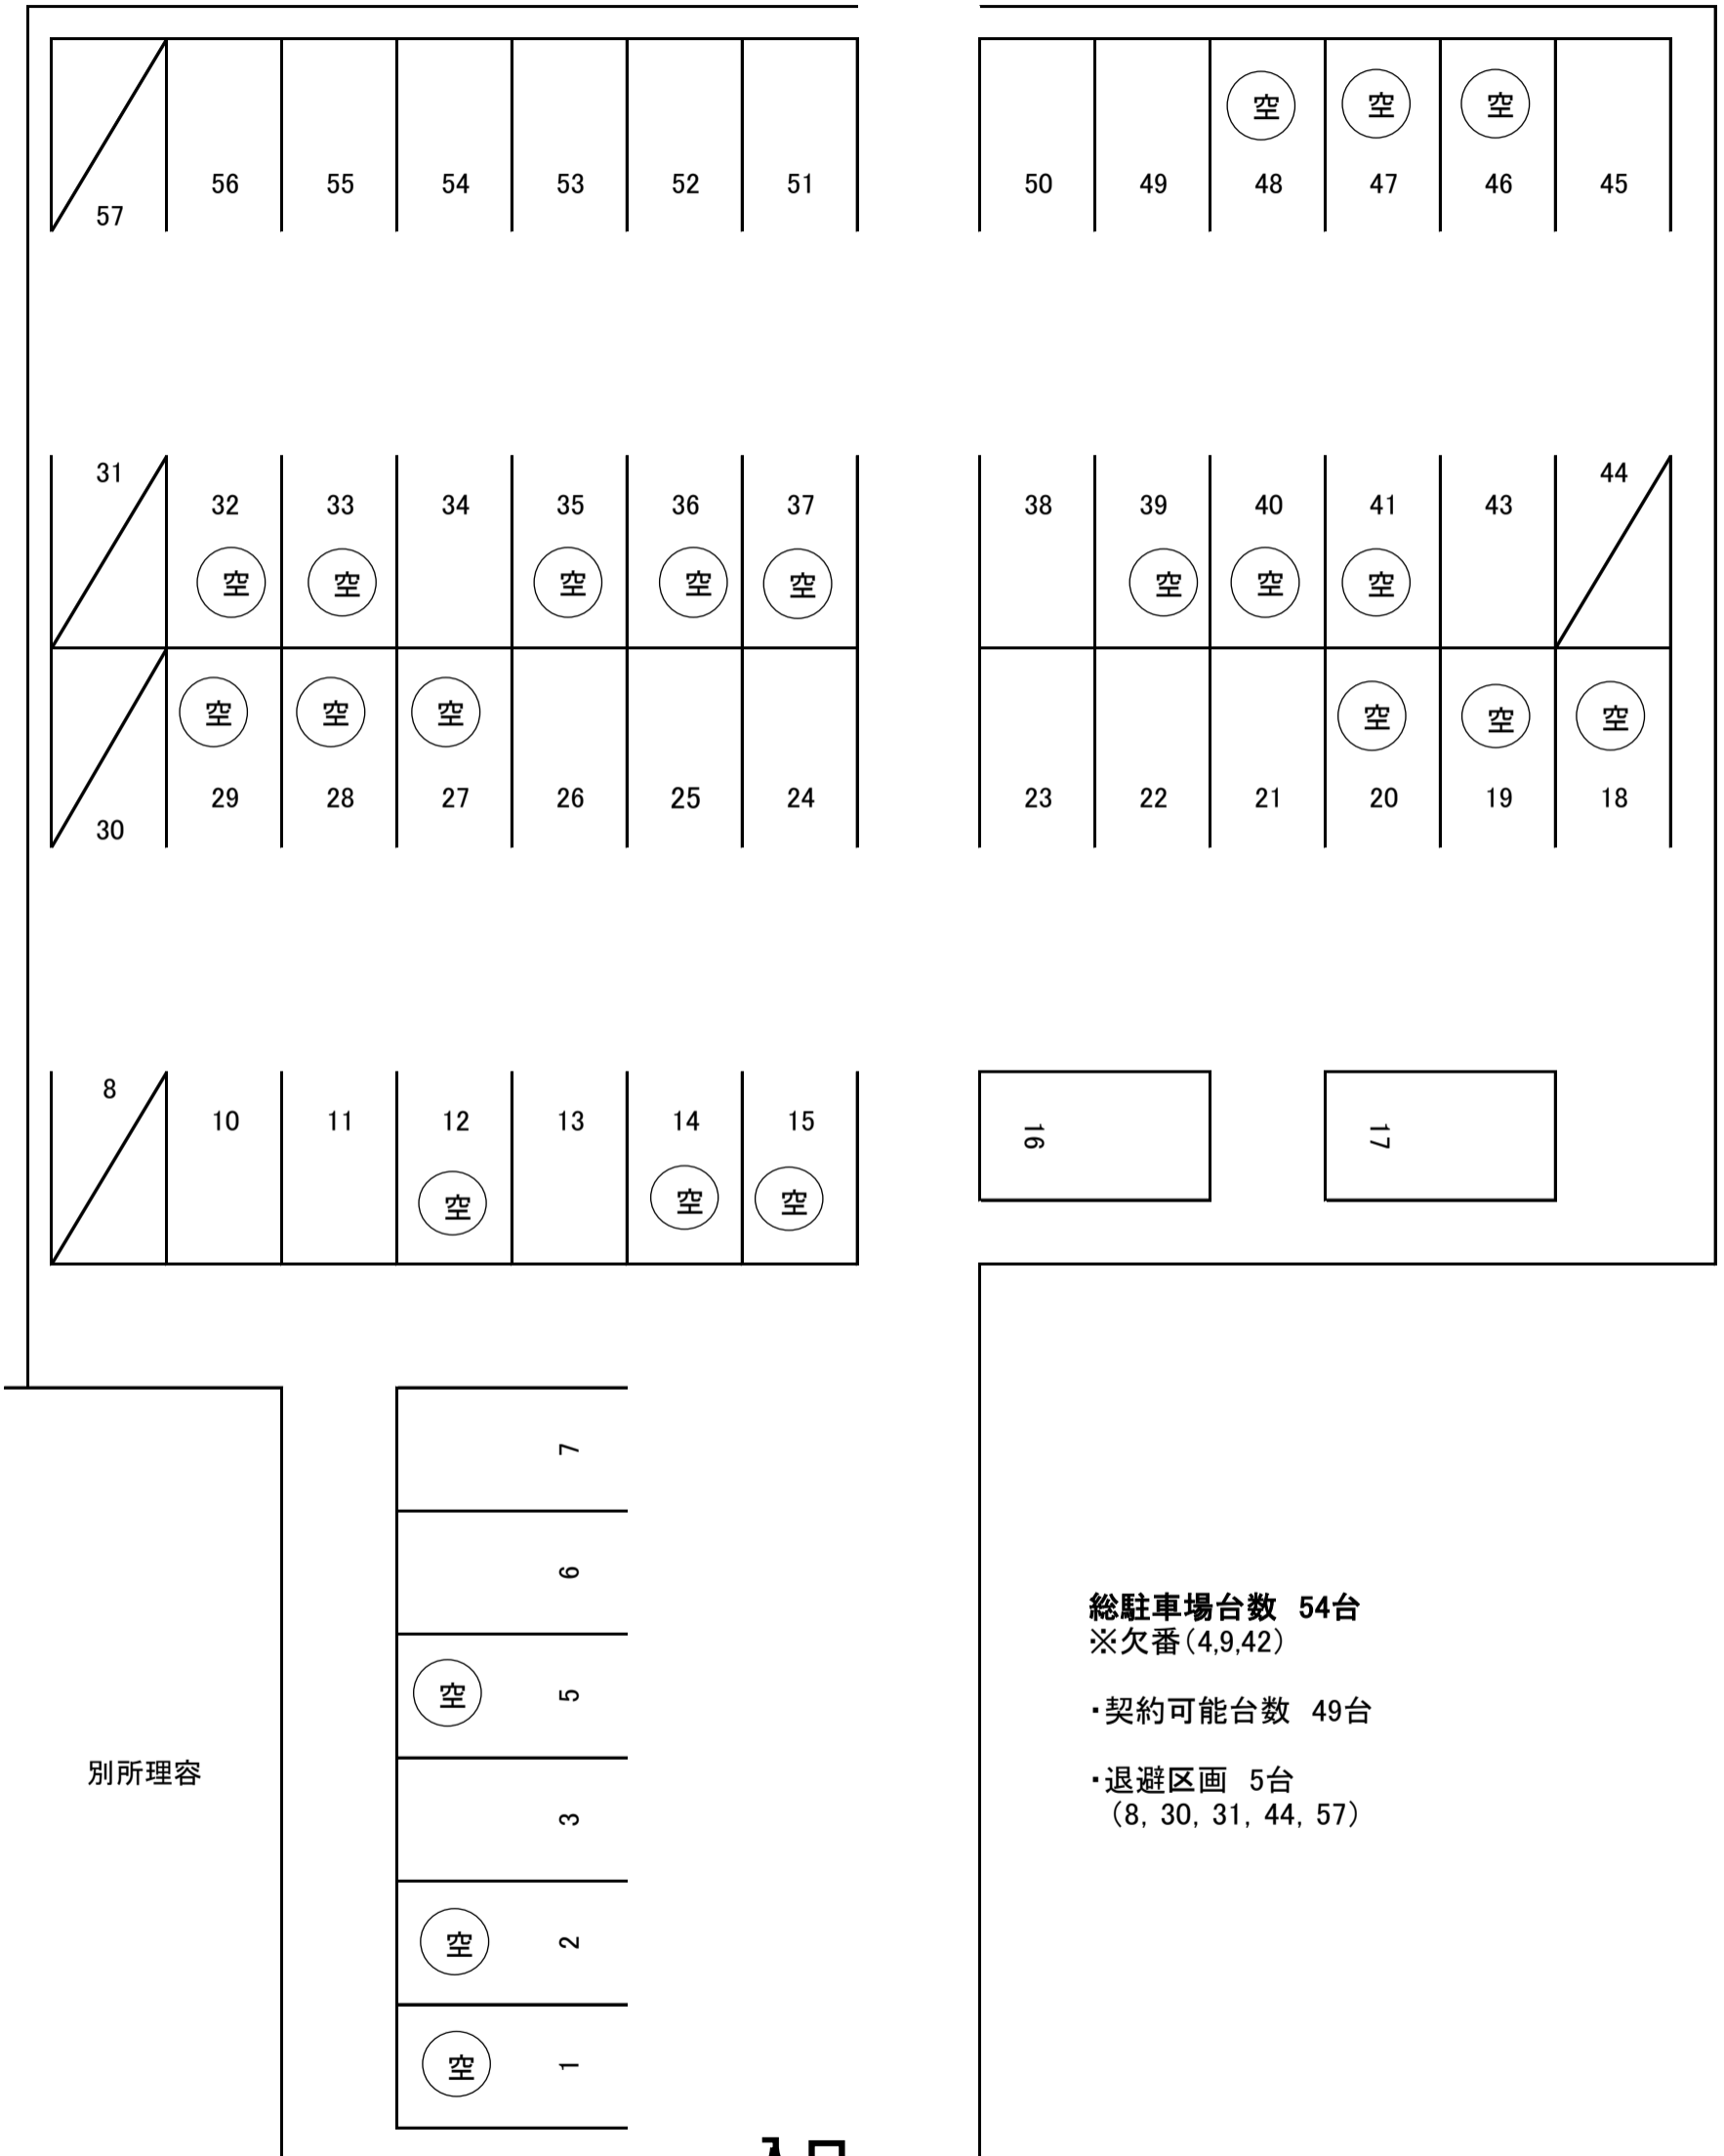 空 空 空
56 55 54 53 52 51 50 49 48 47 46 45
57
31 44
32 33 34 35 36 37 38 39 40 41 43
空 空 空 空 空 空 空 空
空 空 空 空 空 空
29 28 27 26 25 24 23 22 21 20 19 18
30
8
10 11 12 13 14 15 16 17
空 空 空
7
6
空 5
3
空 2
空 1
別所理容
総駐車場台数 54台
※欠番(4,9,42)
・契約可能台数 49台
・退避区画 5台
(8, 30, 31, 44, 57)